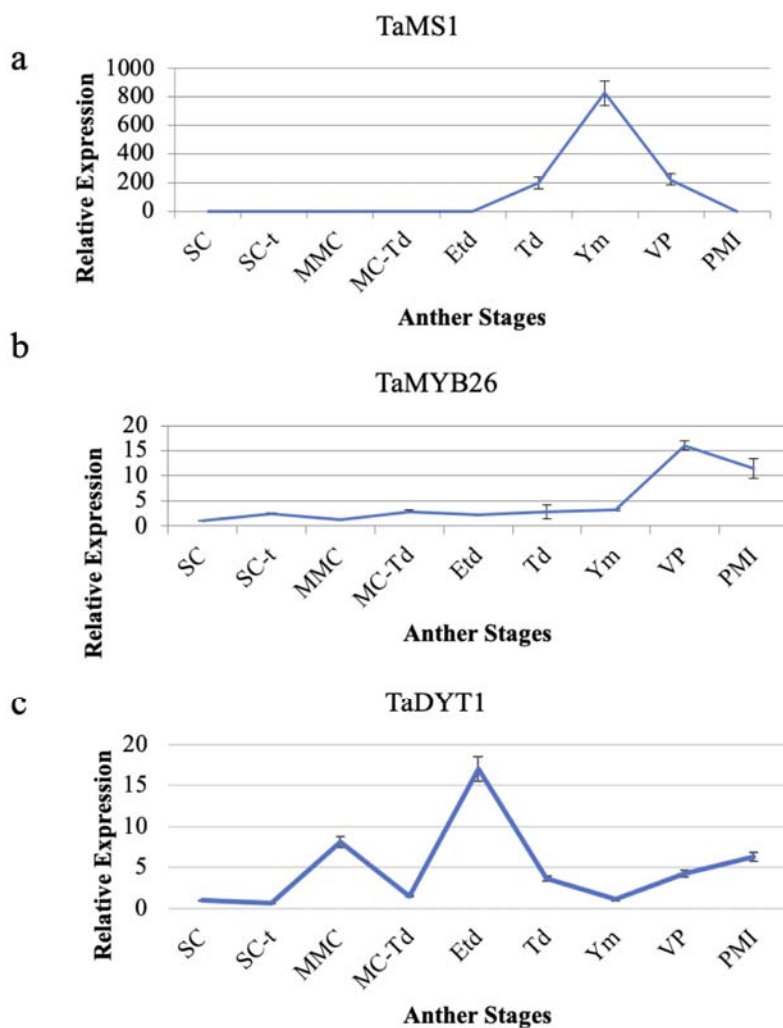 TaMS1
a
Relative Expression
1000
800
600
400
200
0
SC
SC-t
MMC
MC-Td
Etd
Td
Ym
VP
PMI
Anther Stages
b
TaMYB26
Relative Expression
20
15
10
5
0
SC
SC-t
MMC
MC-Td
Etd
Td
Ym
VP
PMI
Anther Stages
c
TaDYT1
Relative Expression
20
15
10
5
0
SC
SC-t
MMC
MC-Td
Etd
Td
Ym
VP
PMI
Anther Stages